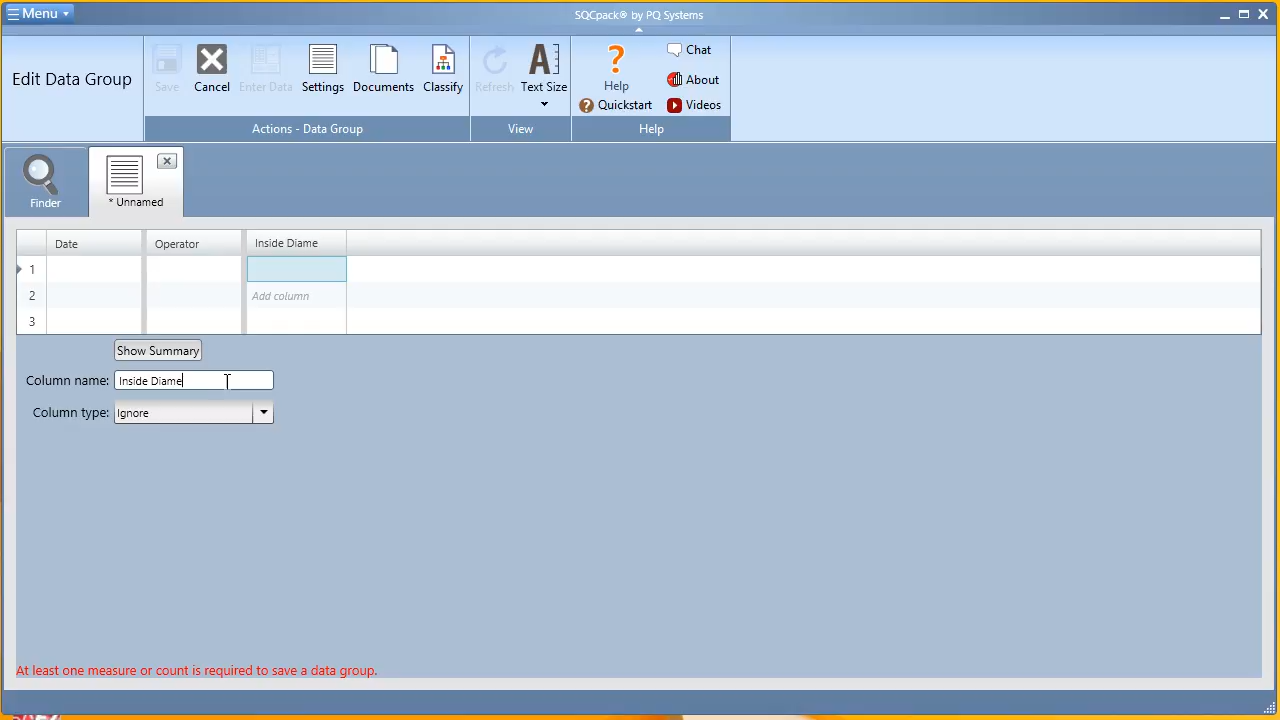 Menu
SQCpack® by PQ Systems
Edit Data Group
Save
Cancel
Enter Data
Settings
Documents
Classify
Refresh
Text Size
Help
Quickstart
Chat
About
Videos
Actions - Data Group
View
Help
Finder
* Unnamed
Date
Operator
Inside Diame
1
2
Add column
3
Show Summary
Column name: Inside Diame
Column type: Ignore
At least one measure or count is required to save a data group.